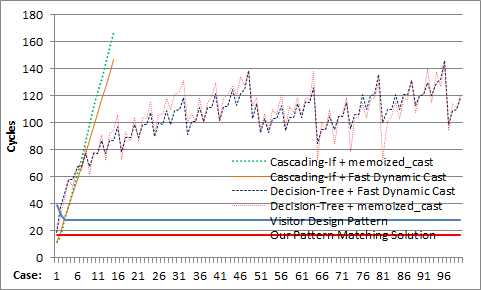 180
160
140
120
100
80
60
40
20
0
Cycles
Cascading-If + memoized_cast
Cascading-If + Fast Dynamic Cast
Decision-Tree + Fast Dynamic Cast
Decision-Tree + memoized_cast
Visitor Design Pattern
Our Pattern Matching Solution
Case: 1 6 11 16 21 26 31 36 41 46 51 56 61 66 71 76 81 86 91 96